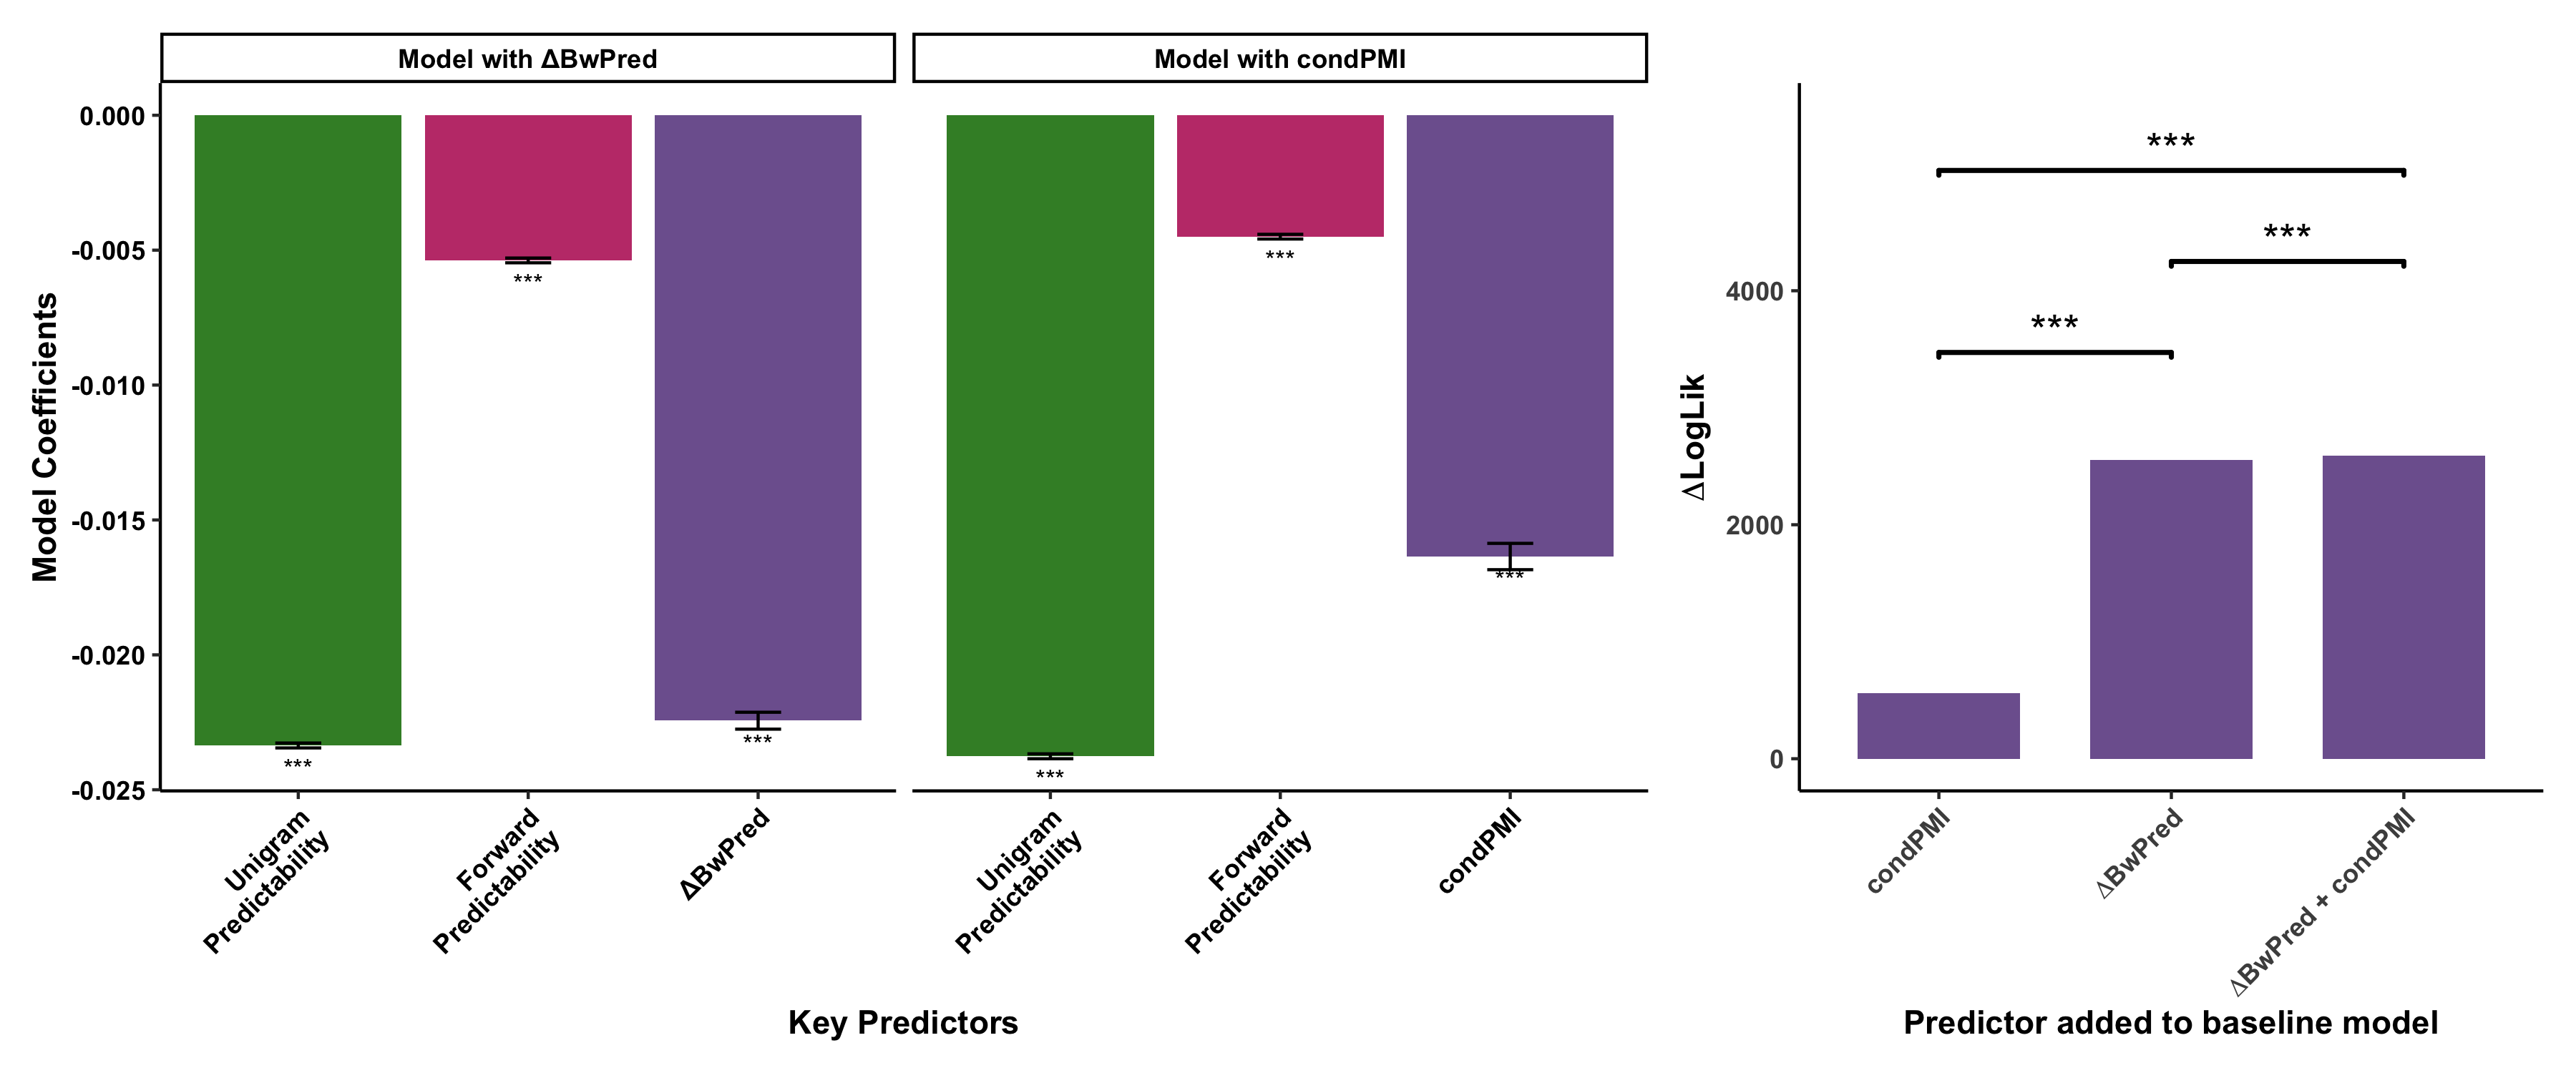 Model with ΔBwPred
Model with condPMI
Model Coefficients
0.000
-0.005
-0.010
-0.015
-0.020
-0.025
***
***
***
***
***
***
Unigram
Predictability
Forward
Predictability
ΔBwPred
Unigram
Predictability
Forward
Predictability
condPMI
Key Predictors
ΔLogLik
4000
2000
0
***
***
***
condPMI
ΔBwPred
ΔBwPred + condPMI
Predictor added to baseline model